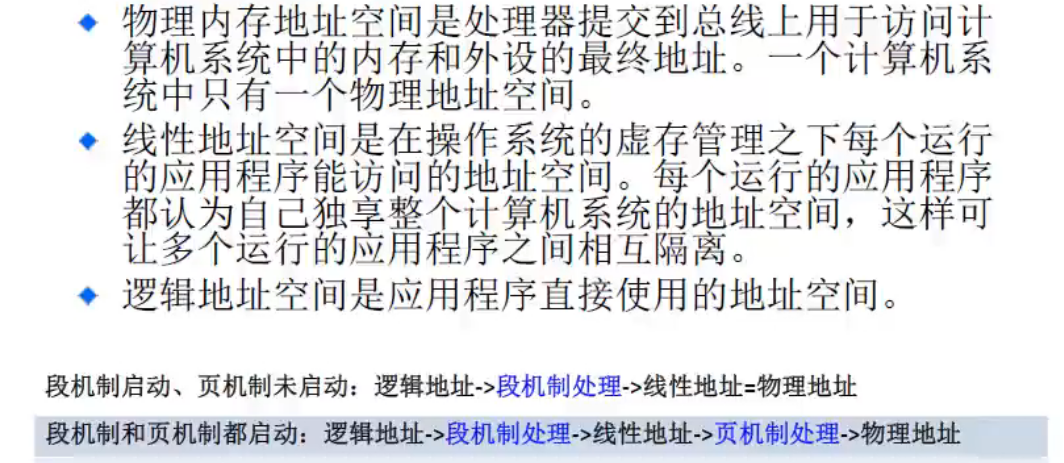 物理内存地址空间是处理器提交到总线上用于访问计
算机系统中的内存和外设的最终地址。一个计算机系
统中只有一个物理地址空间。
线性地址空间是在操作系统的虚存管理之下每个运行
的应用程序能访问的地址空间。每个运行的应用程序
都认为自己独享整个计算机系统的地址空间，这样可
让多个运行的应用程序之间相互隔离。
逻辑地址空间是应用程序直接使用的地址空间。
段机制启动、页机制未启动：逻辑地址->段机制处理->线性地址=物理地址
段机制和页机制都启动：逻辑地址->段机制处理->线性地址->页机制处理->物理地址